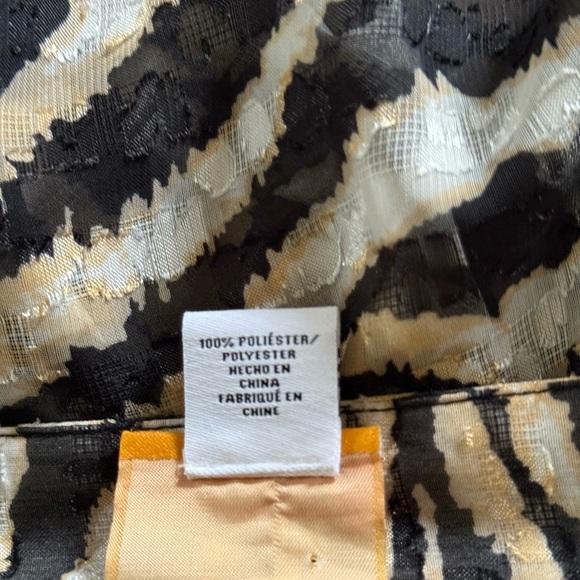 100% POLIÉSTER/
POLYESTER
HECHO EN
CHINA
FABRIQUÉ EN
CHINE